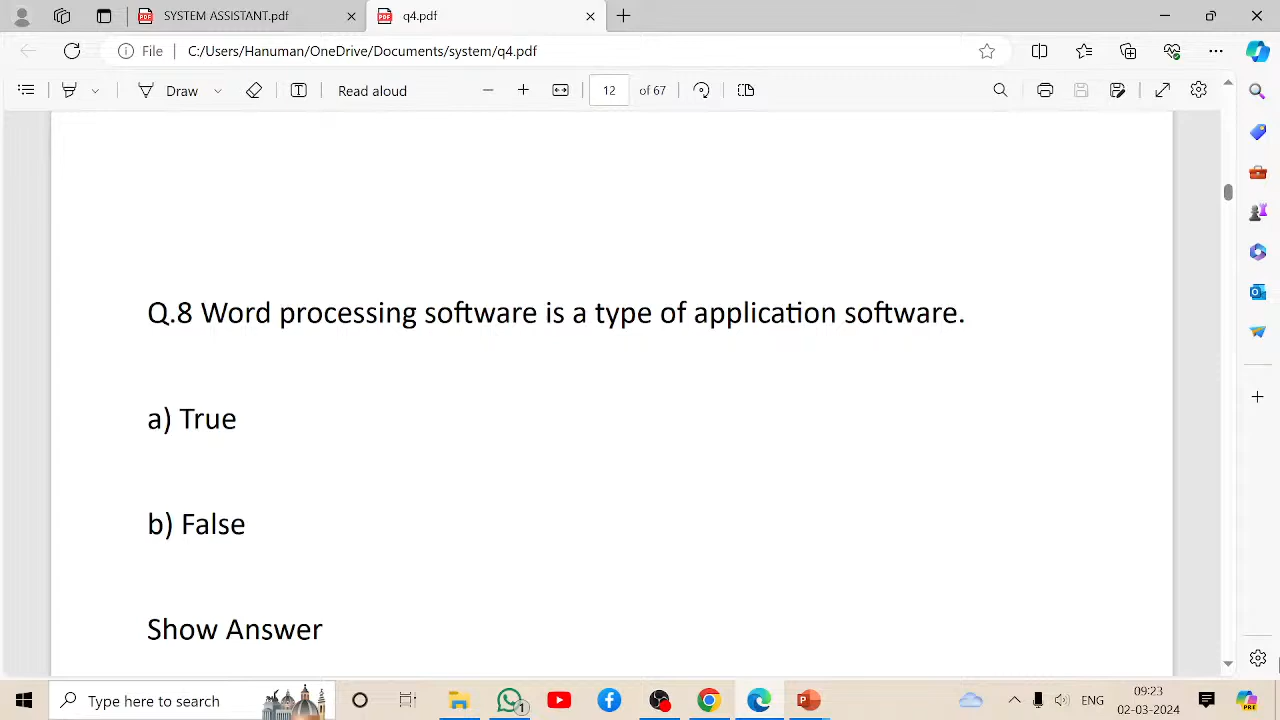 SYSTEM ASSISTANT.pdf
q4.pdf
File
C:/Users/Hanuman/OneDrive/Documents/system/q4.pdf
Draw
Read aloud
12
of 67
Q.8 Word processing software is a type of application software.
a) True
b) False
Show Answer
Type here to search
1
ENG
02-03-2024